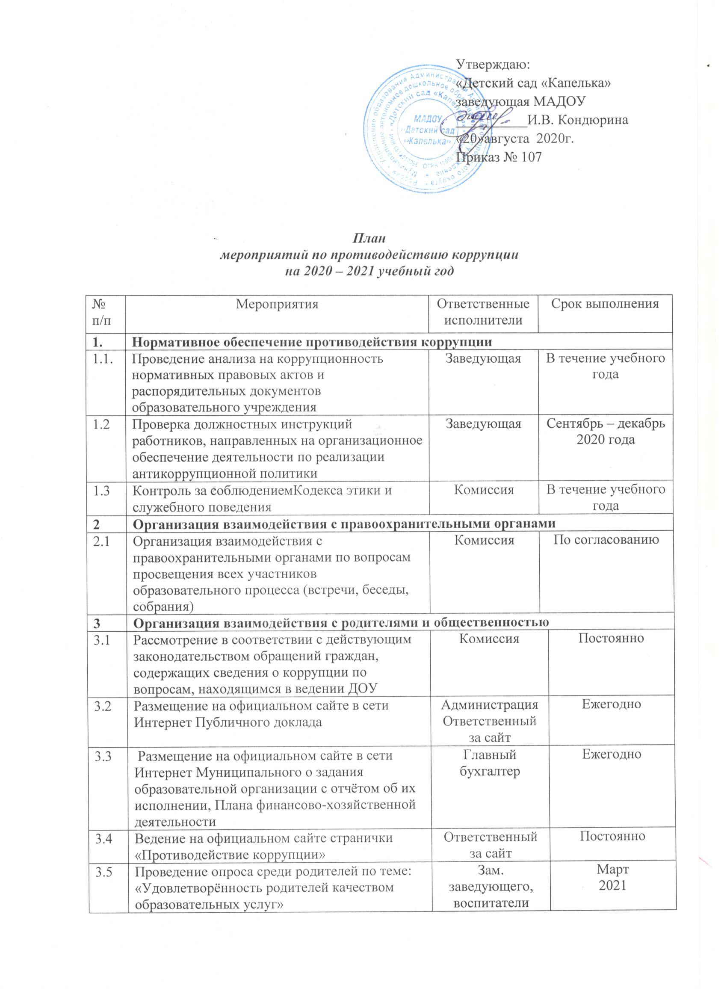 Утверждаю:
«Детский сад «Капелька»
заведующая МАДОУ
__________И.В. Кондюрина
«20»августа 2020г.
Приказ № 107
МАДОУ
«Детский сад
«Капелька»
План
мероприятий по противодействию коррупции
на 2020 – 2021 учебный год
№ Мероприятия Ответственные Срок выполнения
п/п исполнители
1. Нормативное обеспечение противодействия коррупции
1.1. Проведение анализа на коррупционность Заведующая В течение учебного
нормативных правовых актов и года
распорядительных документов
образовательного учреждения
1.2 Проверка должностных инструкций Заведующая Сентябрь – декабрь
работников, направленных на организационное 2020 года
обеспечение деятельности по реализации
антикоррупционной политики
1.3 Контроль за соблюдениемКодекса этики и Комиссия В течение учебного
служебного поведения года
2 Организация взаимодействия с правоохранительными органами
2.1 Организация взаимодействия с Комиссия По согласованию
правоохранительными органами по вопросам
просвещения всех участников
образовательного процесса (встречи, беседы,
собрания)
3 Организация взаимодействия с родителями и общественностью
3.1 Рассмотрение в соответствии с действующим Комиссия Постоянно
законодательством обращений граждан,
содержащих сведения о коррупции по
вопросам, находящимся в ведении ДОУ
3.2 Размещение на официальном сайте в сети Администрация Ежегодно
Интернет Публичного доклада Ответственный
за сайт
3.3 Размещение на официальном сайте в сети Главный Ежегодно
Интернет Муниципального о задания бухгалтер
образовательной организации с отчётом об их
исполнении, Плана финансово-хозяйственной
деятельности
3.4 Ведение на официальном сайте странички Ответственный Постоянно
«Противодействие коррупции» за сайт
3.5 Проведение опроса среди родителей по теме: Зам. Март
«Удовлетворённость родителей качеством заведующего, 2021
образовательных услуг» воспитатели